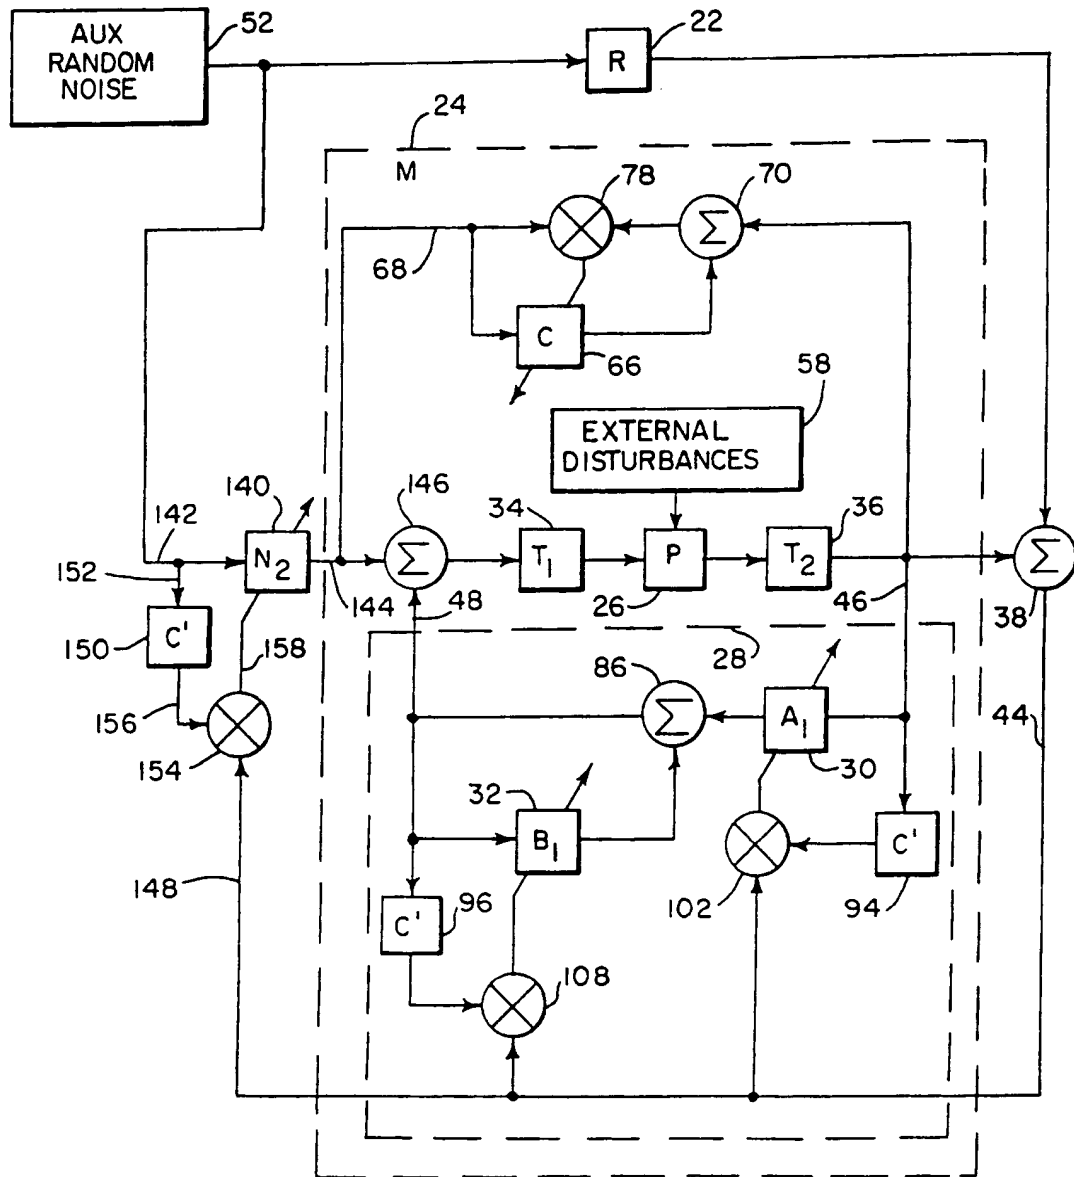 52
AUX
RANDOM
NOISE
22
R
24
M
78
70
Σ
68
C
66
58
EXTERNAL
DISTURBANCES
140
146
34
36
142
N2
Σ
T1
P
T2
Σ
152
144
48
26
46
38
150
C'
158
28
86
156
Σ
A1
44
154
32
30
B1
148
C'
96
102
C'
94
108